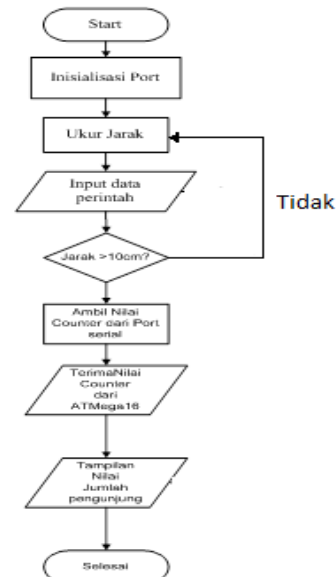 Start
Inisialisasi Port
Ukur Jarak
Input data
perintah
Tidak
Jarak >10cm?
Ambil Nilai
Counter dari Port
serial
TerimaNilai
Counter
dari
ATMega16
Tampilan
Nilai
Jumlah
pengunjung
Selesai